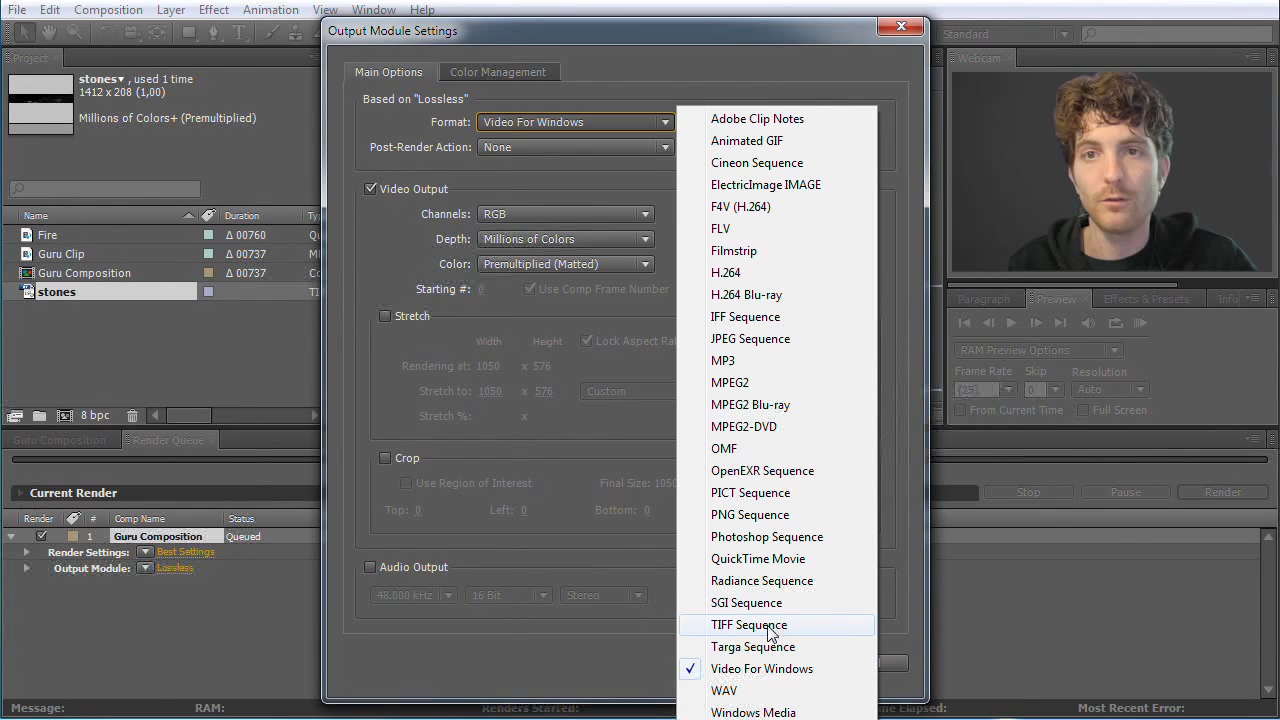 File Edit Composition Layer Effect Animation View Window Help
Output Module Settings
Standard
Project
Webcam
stones▾, used 1 time
1412 x 208 (1,00)
Millions of Colors+ (Premultiplied)
Main Options Color Management
Based on "Lossless"
Format: Video For Windows
Post-Render Action: None
Video Output
Channels: RGB
Depth: Millions of Colors
Color: Premultiplied (Matted)
Starting #: 0 Use Comp Frame Number
Stretch
Width Height Lock Aspect Rat
Rendering at: 1050 x 576
Stretch to: 1050 x 576 Custom
Stretch %: x
Crop
Use Region of Interest Final Size: 1050
Top: 0 Left: 0 Bottom: 0
Audio Output
48.000 kHz 16 Bit Stereo
Adobe Clip Notes
Animated GIF
Cineon Sequence
ElectricImage IMAGE
F4V (H.264)
FLV
Filmstrip
H.264
H.264 Blu-ray
IFF Sequence
JPEG Sequence
MP3
MPEG2
MPEG2 Blu-ray
MPEG2-DVD
OMF
OpenEXR Sequence
PICT Sequence
PNG Sequence
Photoshop Sequence
QuickTime Movie
Radiance Sequence
SGI Sequence
TIFF Sequence
Targa Sequence
Video For Windows
WAV
Windows Media
Name Duration Ty
Fire Δ 00760 Qu
Guru Clip Δ 00737 M
Guru Composition Δ 00737 Co
stones TI
8 bpc
Paragraph Preview Effects & Presets Info
RAM Preview Options
Frame Rate Skip Resolution
(25) 0 Auto
From Current Time Full Screen
Guru Composition Render Queue
Current Render
Stop Pause Render
Render # Comp Name Status
1 Guru Composition Queued
Render Settings: Best Settings
Output Module: Lossless
Message: RAM: Renders Started: Elapsed: Most Recent Error: